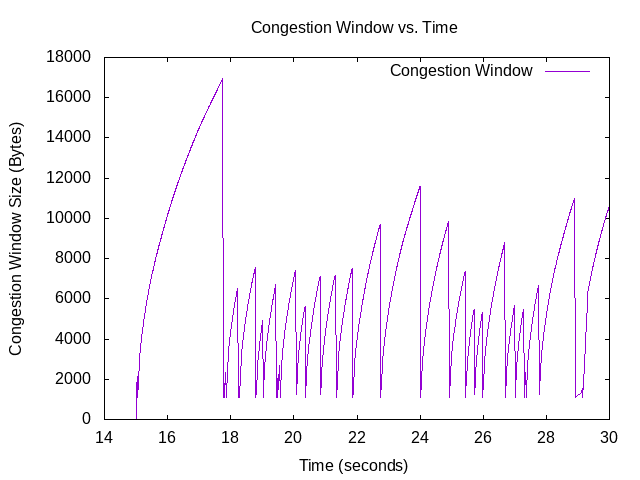 Congestion Window vs. Time
18000
16000
14000
12000
10000
8000
6000
4000
2000
0
Congestion Window Size (Bytes)
Congestion Window
14 16 18 20 22 24 26 28 30
Time (seconds)